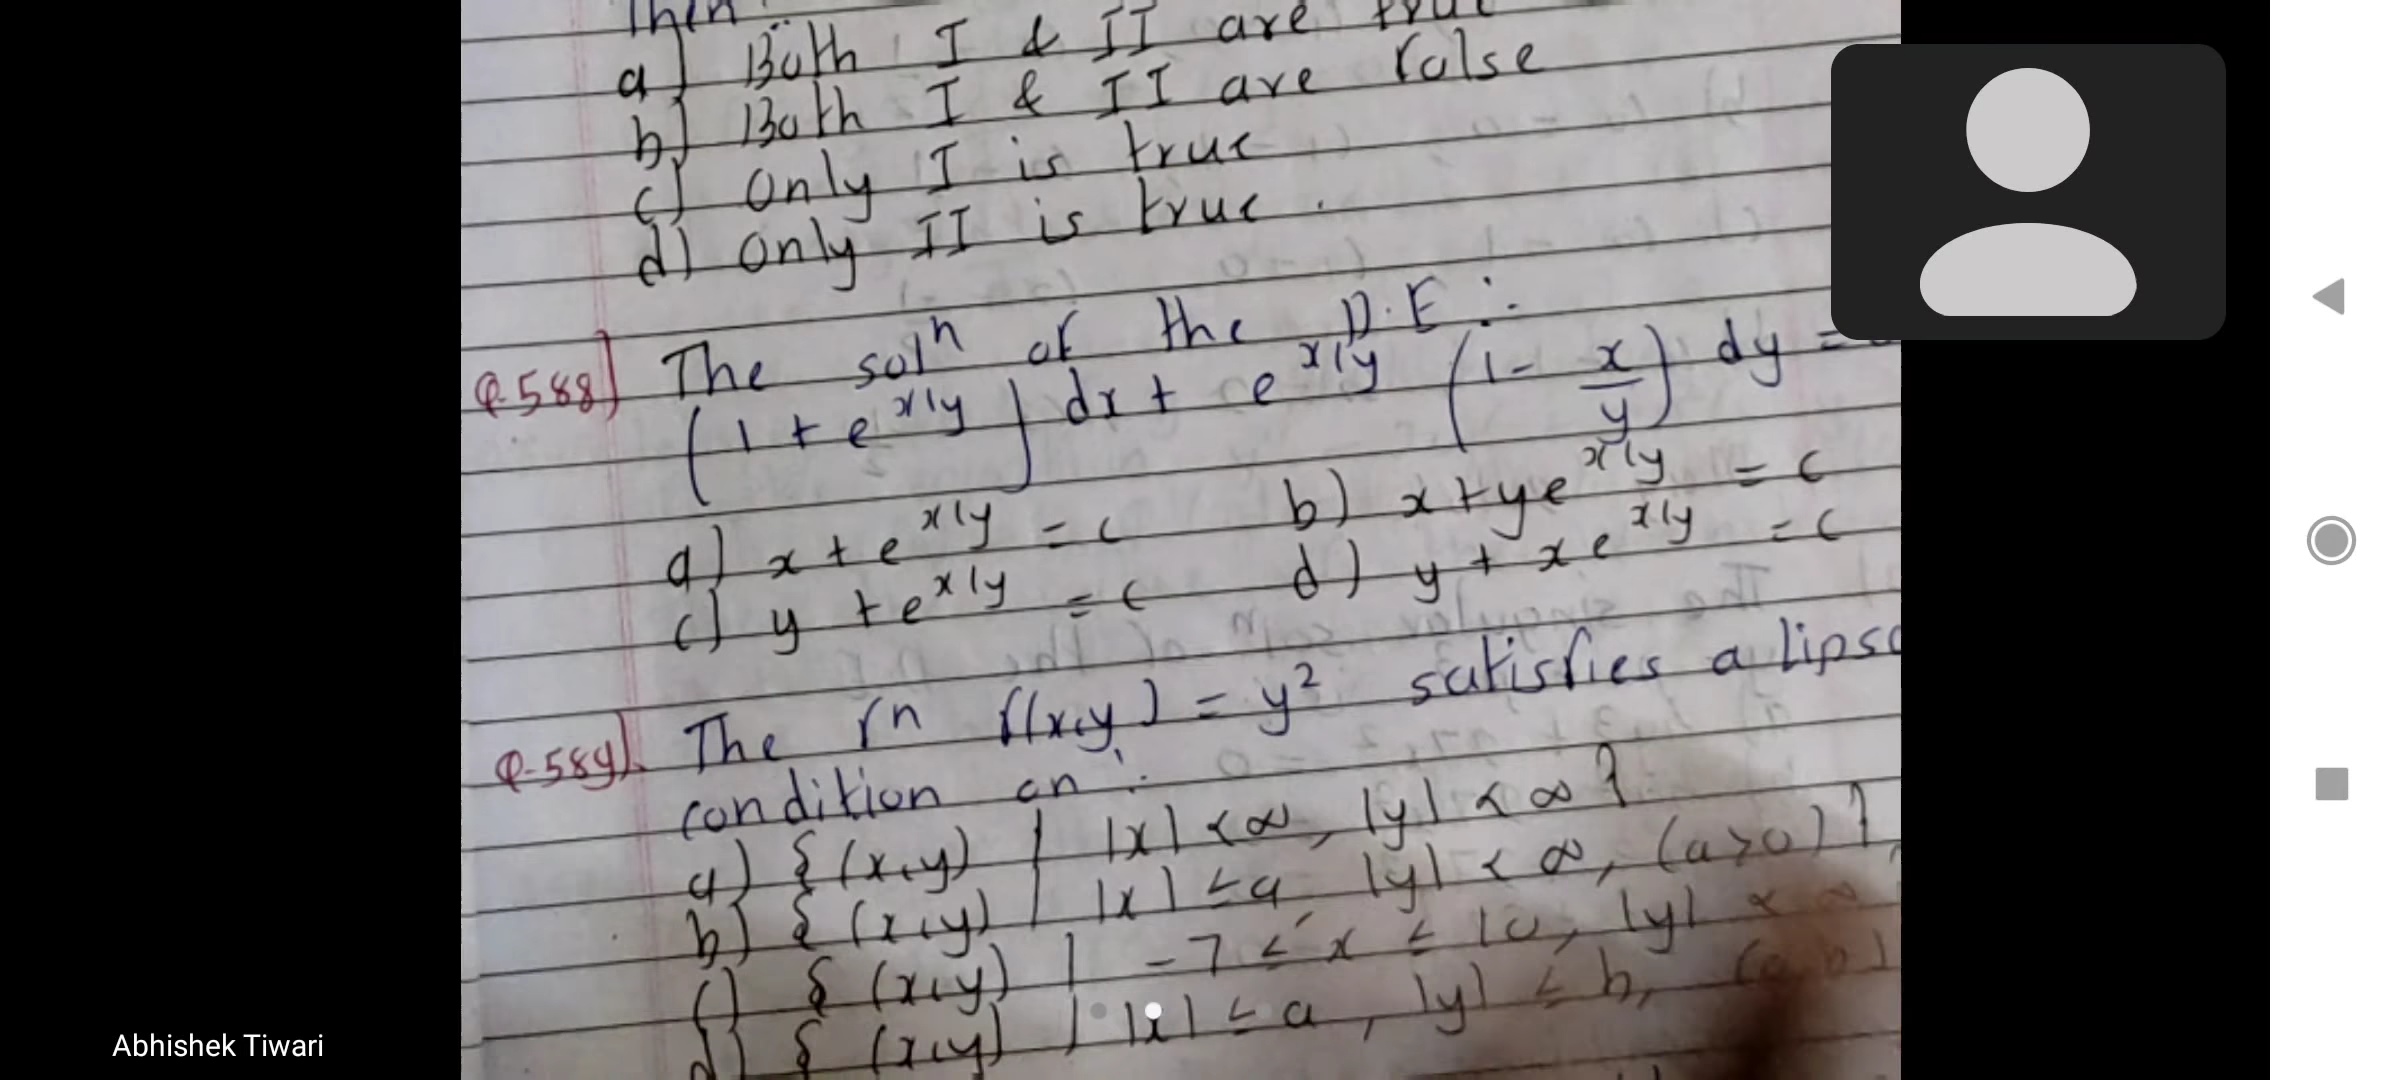 Then
a) Both I & II are true
b) Both I & II are false
c) Only I is true
d) Only II is true.
Q.588) The solⁿ of the D.E :-
(1 + e^x/y) dx + e^x/y (1 - x/y) dy =
a) x + e^x/y = c b) x + ye^x/y = c
c) y + e^x/y = c d) y + xe^x/y = c
Q-589). The fn f(x,y) = y² satisfies a lipsc
condition on :
a) {(x,y) | |x| < ∞, |y| < ∞}
b) {(x,y) | |x| ≤ a, |y| < ∞, (a>0)}
c) {(x,y) | -7 ≤ x ≤ 10, |y| < ∞
d) {(x,y) | |x| ≤ a, |y| ≤ b, (a,b)
Abhishek Tiwari